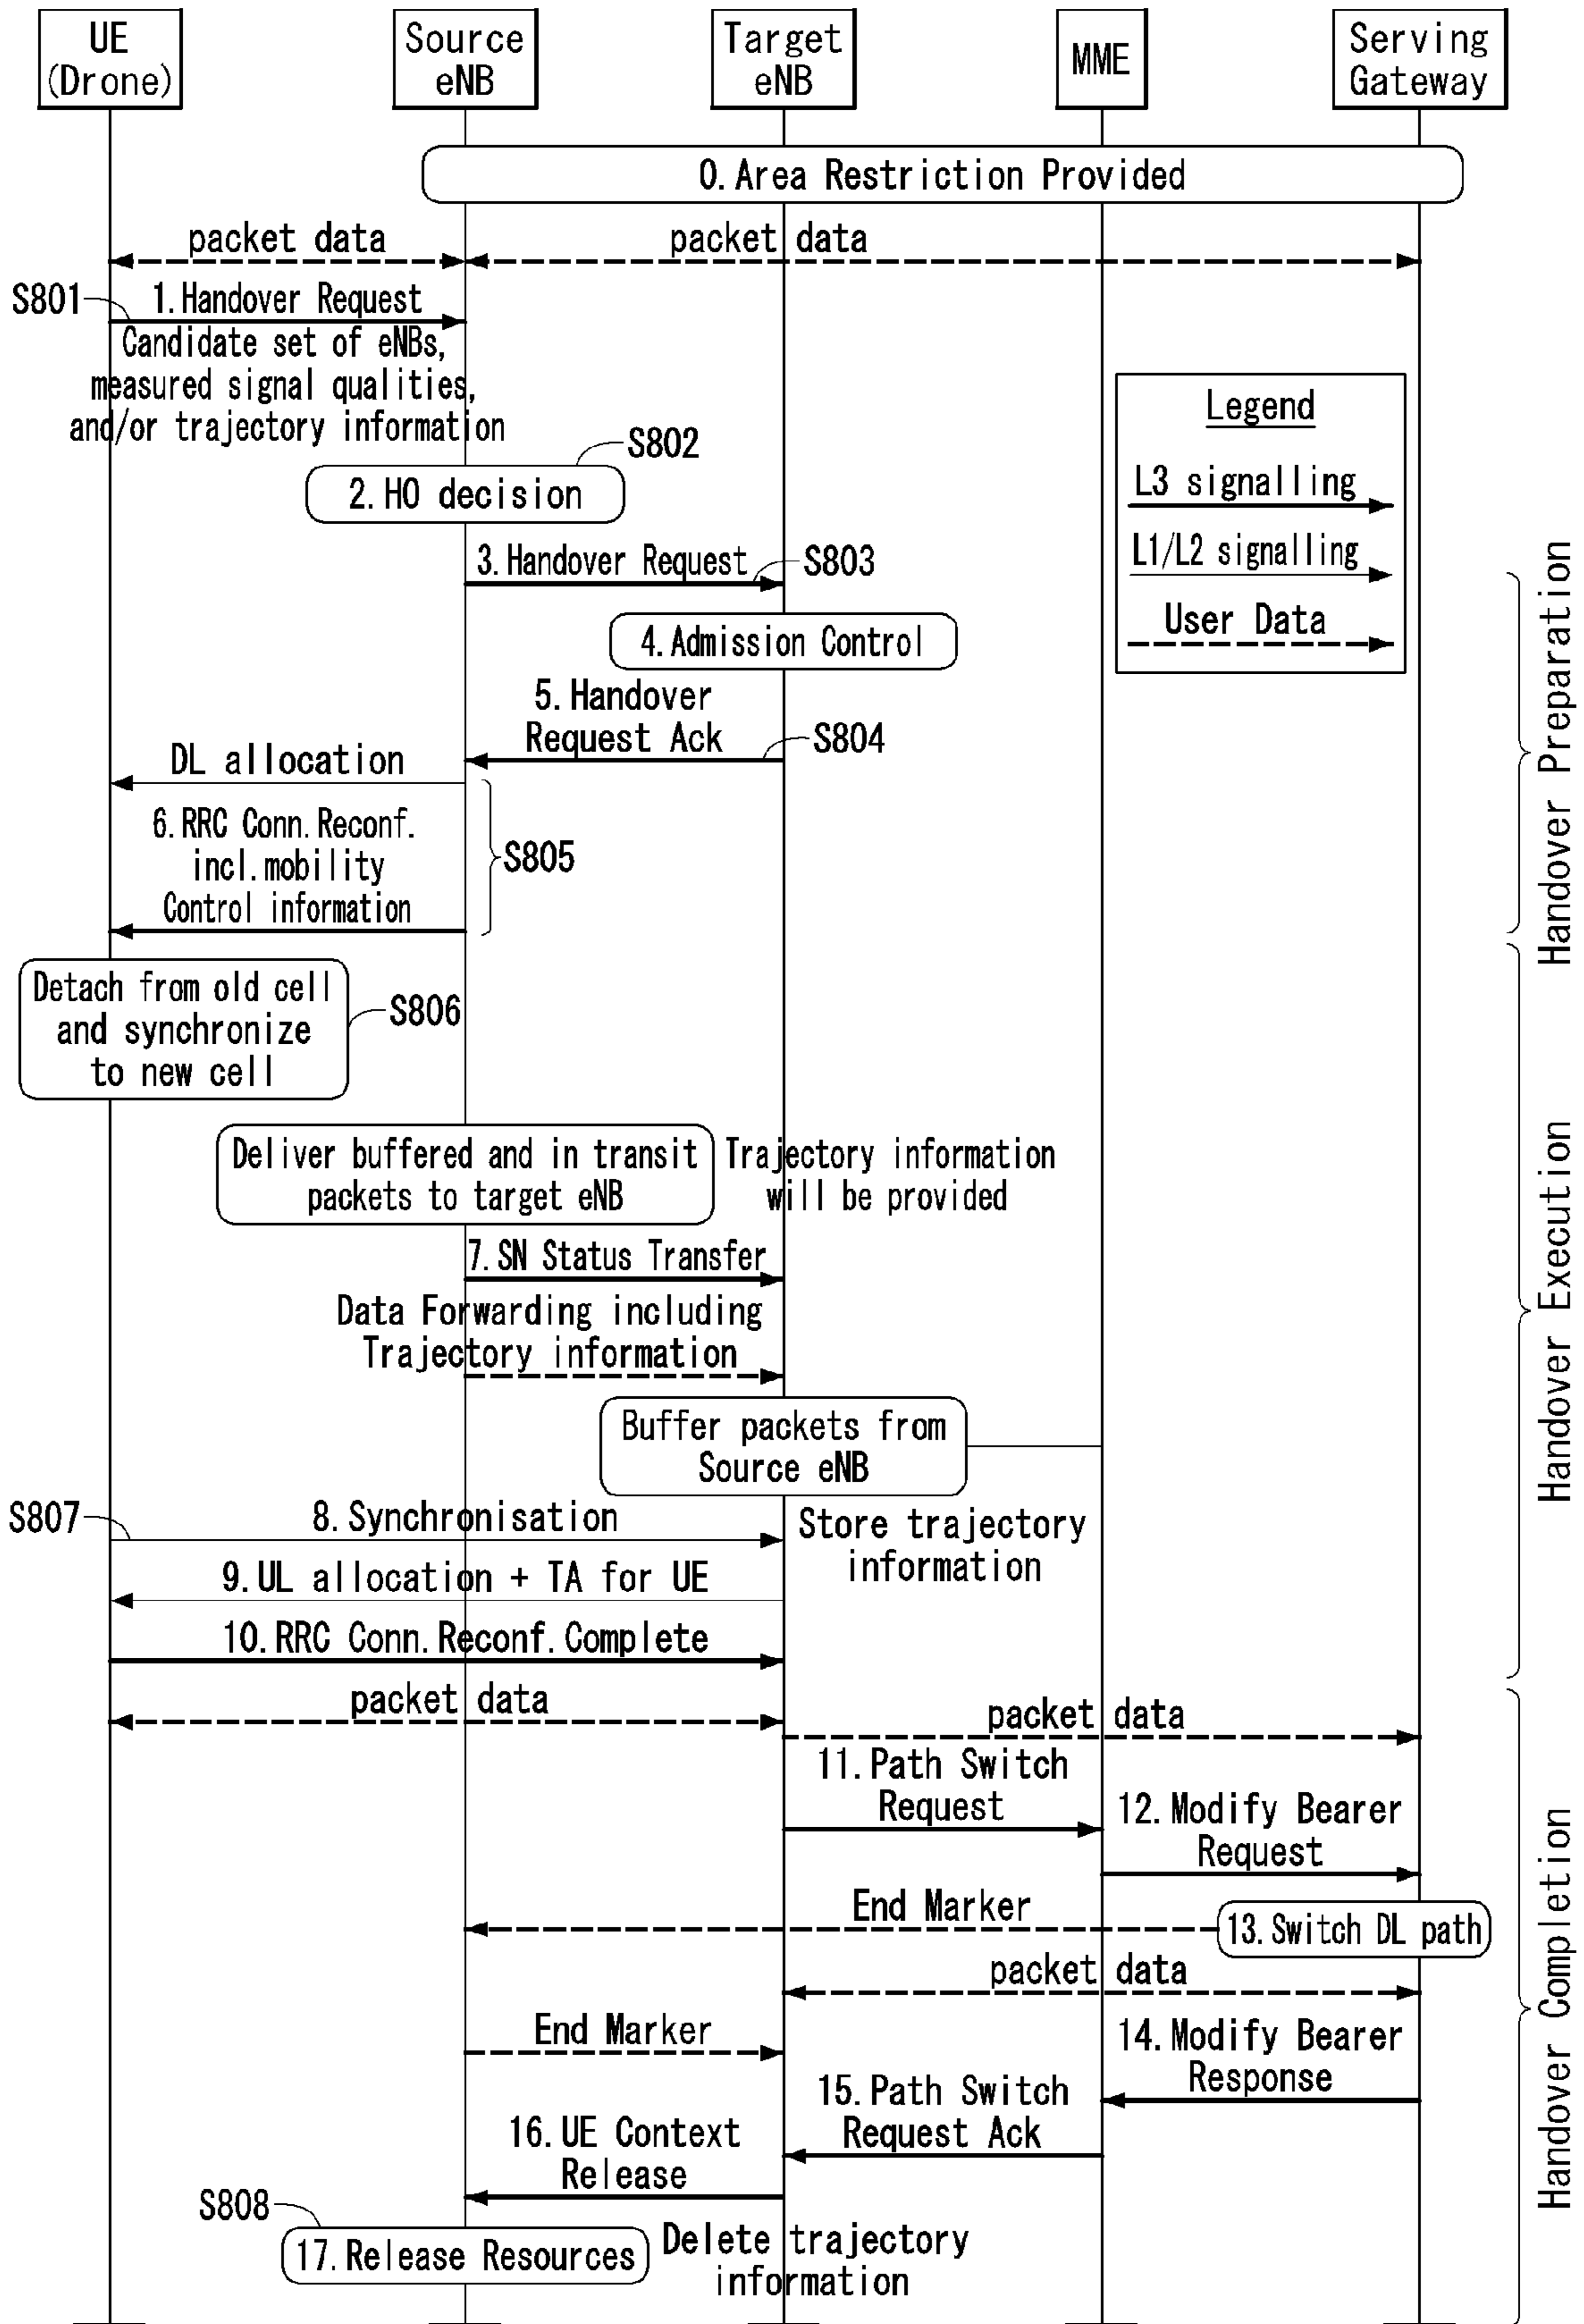 UE
(Drone)
Source
eNB
Target
eNB
MME
Serving
Gateway
0.Area Restriction Provided
packet data
packet data
S801
1.Handover Request
Candidate set of eNBs,
measured signal qualities,
and/or trajectory information
Legend
L3 signalling
L1/L2 signalling
User Data
S802
2.HO decision
3.Handover Request
S803
4.Admission Control
5.Handover
Request Ack
S804
DL allocation
6.RRC Conn.Reconf.
incl.mobility
Control information
S805
Handover Preparation
Detach from old cell
and synchronize
to new cell
S806
Deliver buffered and in transit
packets to target eNB
Trajectory information
will be provided
7.SN Status Transfer
Data Forwarding including
Trajectory information
Buffer packets from
Source eNB
S807
8.Synchronisation
Store trajectory
information
9.UL allocation + TA for UE
10.RRC Conn.Reconf.Complete
Handover Execution
packet data
packet data
11.Path Switch
Request
12.Modify Bearer
Request
End Marker
13.Switch DL path
packet data
End Marker
14.Modify Bearer
Response
15.Path Switch
Request Ack
16.UE Context
Release
S808
17.Release Resources
Delete trajectory
information
Handover Completion